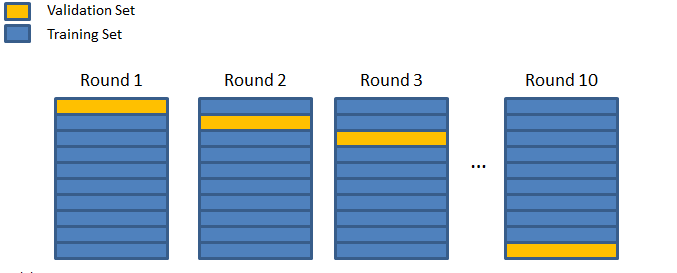 Validation Set
Training Set
Round 1
Round 2
Round 3
Round 10
...